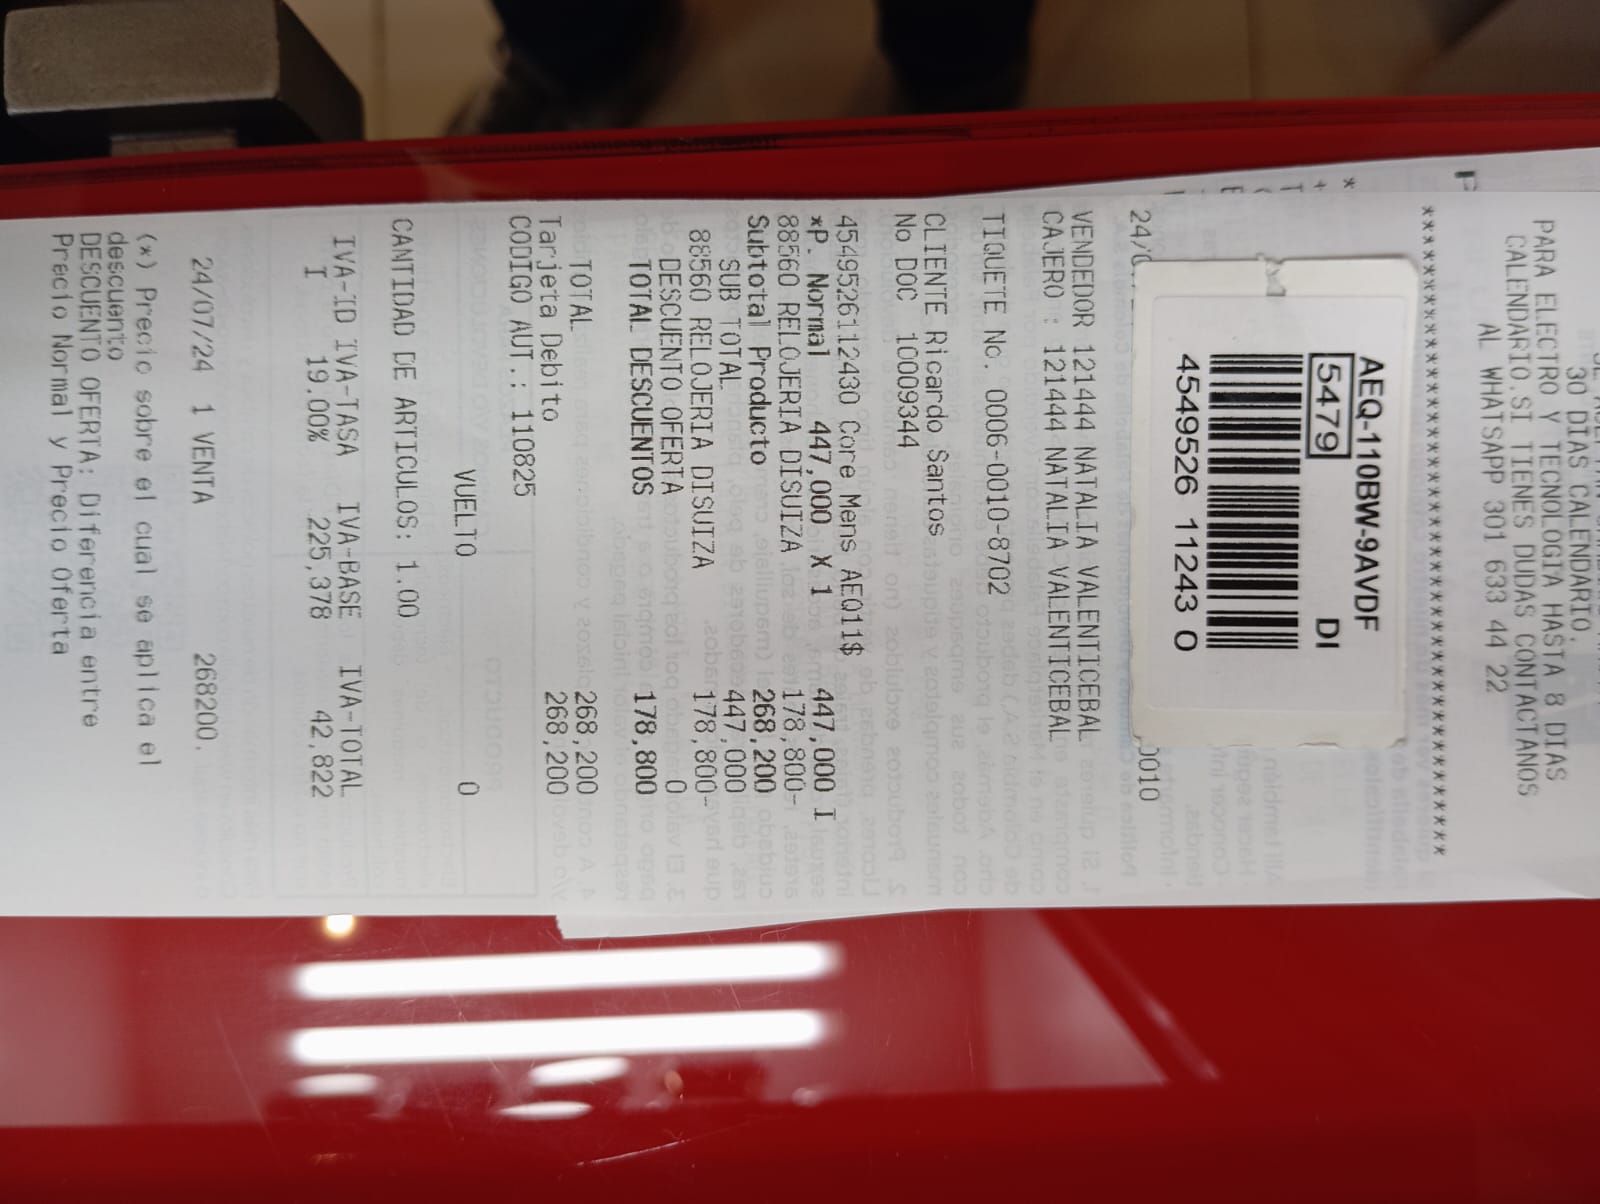 30 DIAS CALENDARIO.
PARA ELECTRO Y TECNOLOGIA HASTA 8 DIAS
CALENDARIO.SI TIENES DUDAS CONTACTANOS
AL WHATSAPP 301 633 44 22
******************************************
AEQ-110BW-9AVDF
5479 DI
4549526 11243 0
0010
VENDEDOR 121444 NATALIA VALENTICEBAL
CAJERO : 121444 NATALIA VALENTICEBAL
TIQUETE No. 0006-0010-8702
CLIENTE Ricardo Santos
No DOC 10009344
4549526112430 Core Mens AEQ11$
*P. Normal 447,000 X 1 447,000 I
88560 RELOJERIA DISUIZA 178,800-
Subtotal Producto 268,200
SUB TOTAL 447,000
88560 RELOJERIA DISUIZA 178,800-
DESCUENTO OFERTA 0
TOTAL DESCUENTOS 178,800
TOTAL 268,200
Tarjeta Debito 268,200
CODIGO AUT.: 110825
VUELTO 0
CANTIDAD DE ARTICULOS: 1.00
IVA-ID IVA-TASA IVA-BASE IVA-TOTAL
I 19.00% 225,378 42,822
24/07/24 1 VENTA 268200.
(*) Precio sobre el cual se aplica el
descuento
DESCUENTO OFERTA: Diferencia entre
Precio Normal y Precio Oferta